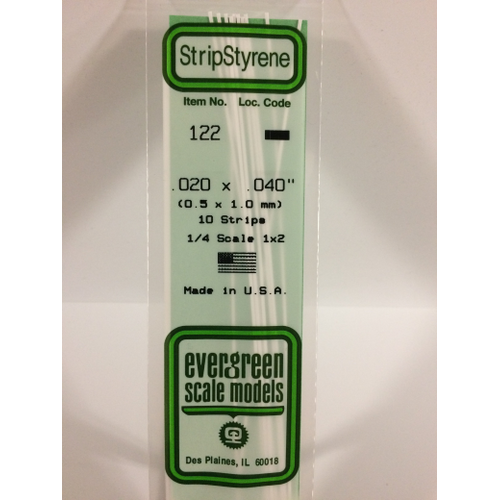 StripStyrene
Item No. Loc. Code
122
.020 x .040"
(0.5 x 1.0 mm)
10 Strips
1/4 Scale 1x2
Made in U.S.A.
evergreen
scale models
Des Plaines, IL 60018